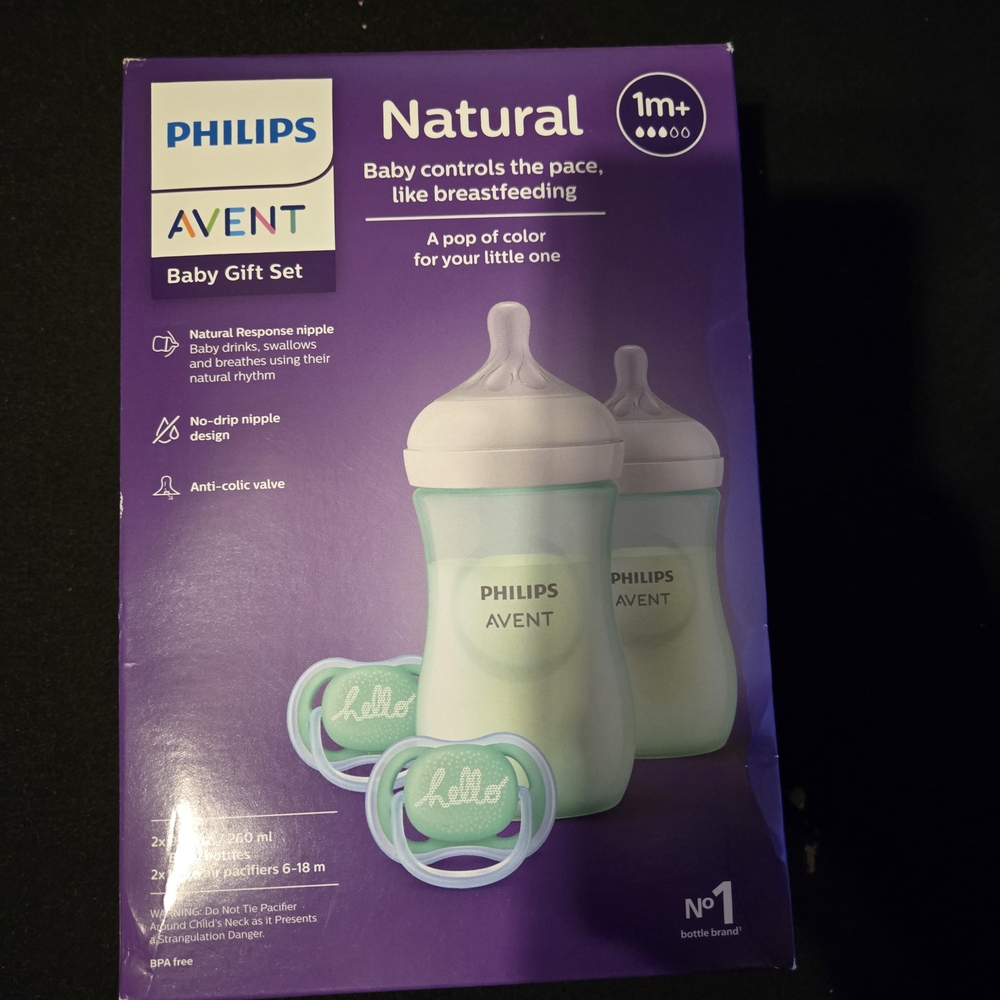 PHILIPS
AVENT
Baby Gift Set
Natural
1m+
Baby controls the pace,
like breastfeeding
A pop of color
for your little one
Natural Response nipple
Baby drinks, swallows
and breathes using their
natural rhythm
No-drip nipple
design
Anti-colic valve
PHILIPS
AVENT
PHILIPS
AVENT
hello
hello
2x / 260 ml
bottles
2x pacifiers 6-18 m
WARNING: Do Not Tie Pacifier
Around Child's Neck as it Presents
a Strangulation Danger.
BPA free
Nº1
bottle brand¹